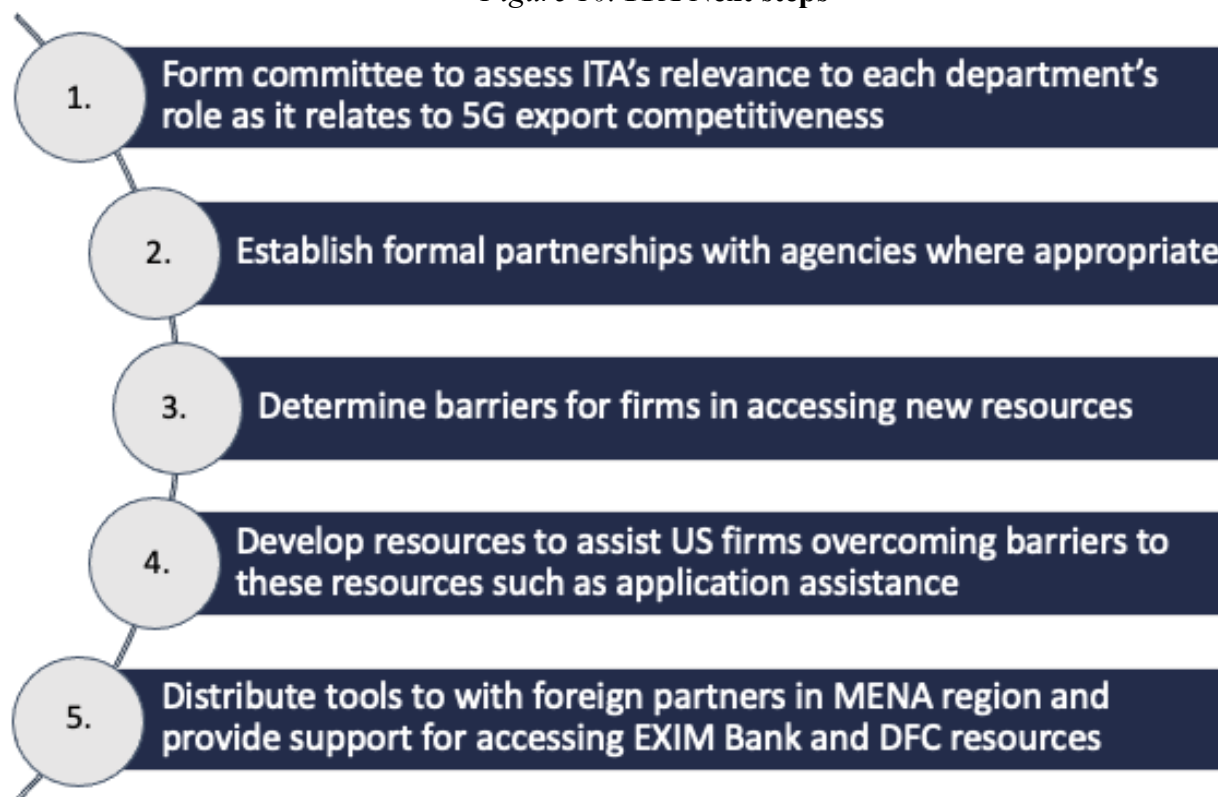 1.
Form committee to assess ITA's relevance to each department's
role as it relates to 5G export competitiveness
2.
Establish formal partnerships with agencies where appropriate
3.
Determine barriers for firms in accessing new resources
4.
Develop resources to assist US firms overcoming barriers to
these resources such as application assistance
5.
Distribute tools to with foreign partners in MENA region and
provide support for accessing EXIM Bank and DFC resources